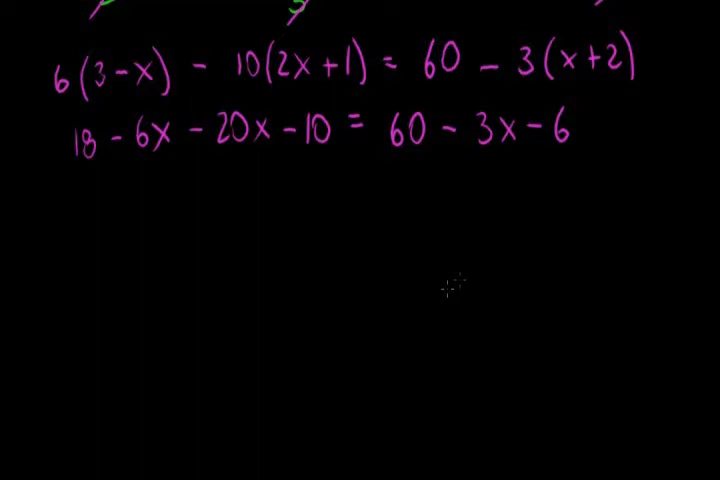 6(3-x) - 10(2x+1) = 60 - 3(x+2)
18 - 6x - 20x - 10 = 60 - 3x - 6